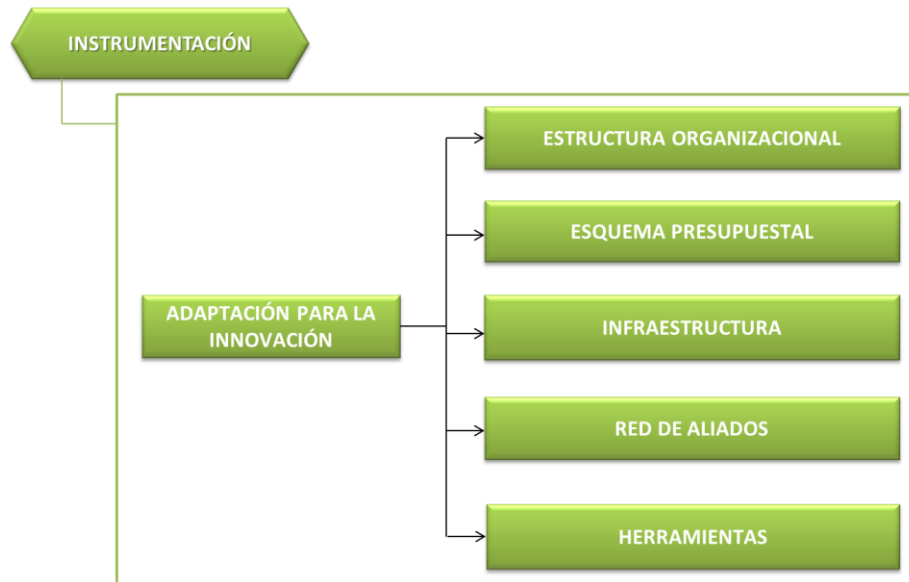 INSTRUMENTACIÓN
ESTRUCTURA ORGANIZACIONAL
ESQUEMA PRESUPUESTAL
ADAPTACIÓN PARA LA
INNOVACIÓN
INFRAESTRUCTURA
RED DE ALIADOS
HERRAMIENTAS